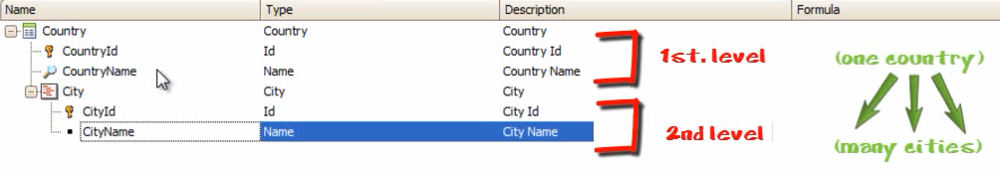 Name Type Description Formula
Country Country Country
CountryId Id Country Id
CountryName Name Country Name
City City City
CityId Id City Id
CityName Name City Name
1st. level
2nd level
(one country)
(many cities)